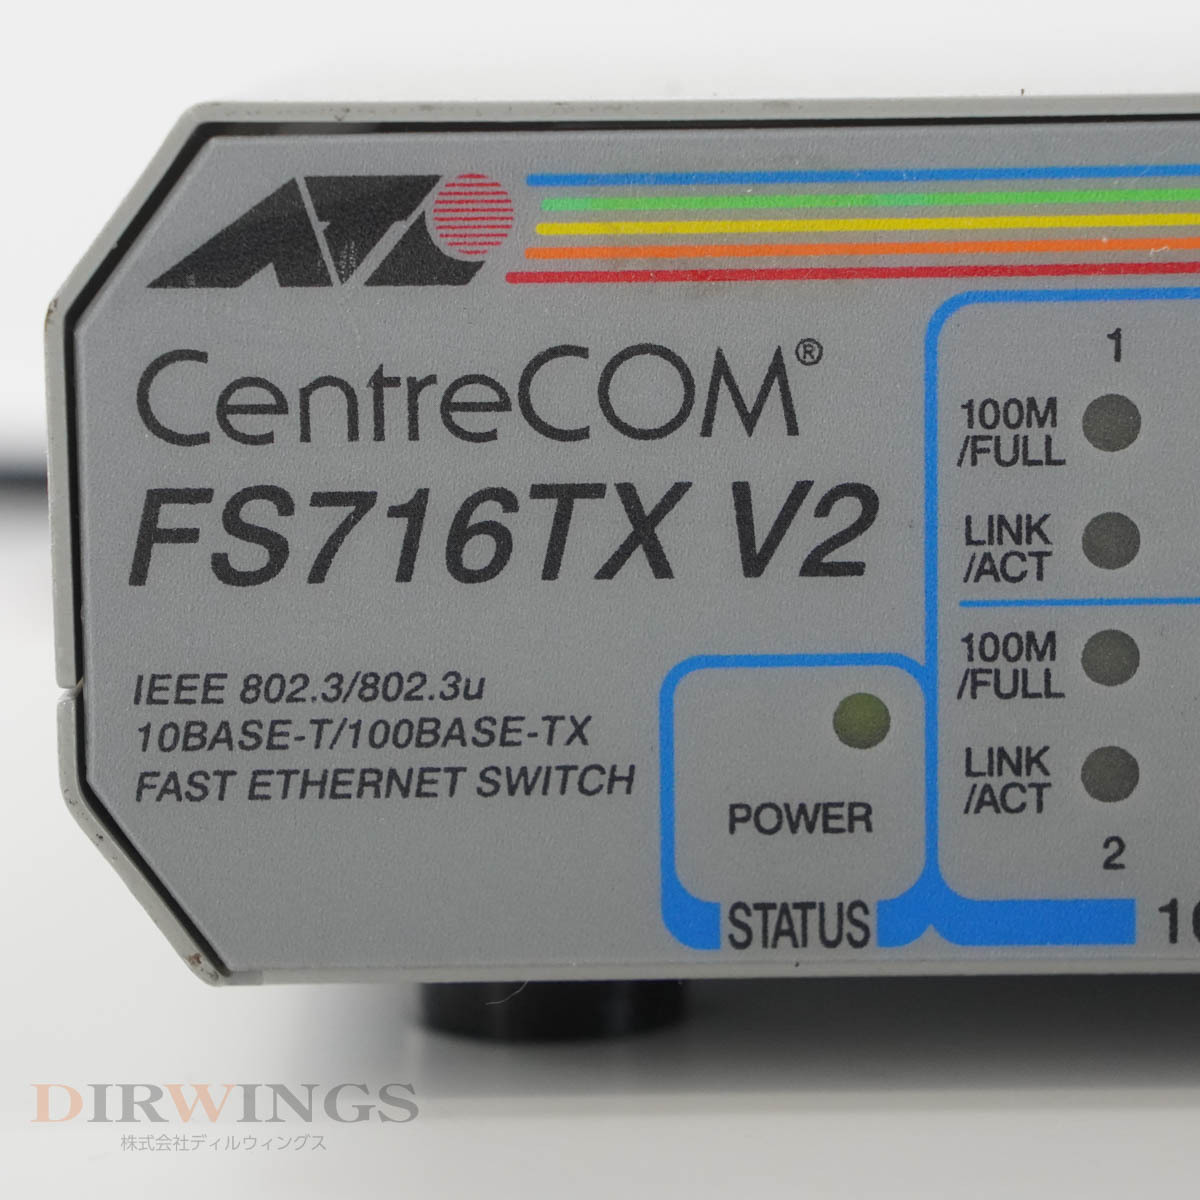 CentreCOM®
FS716TX V2
IEEE 802.3/802.3u
10BASE-T/100BASE-TX
FAST ETHERNET SWITCH
POWER
STATUS
1
100M
/FULL
LINK
/ACT
100M
/FULL
LINK
/ACT
2
DIRWINGS
株式会社ディルウィングス